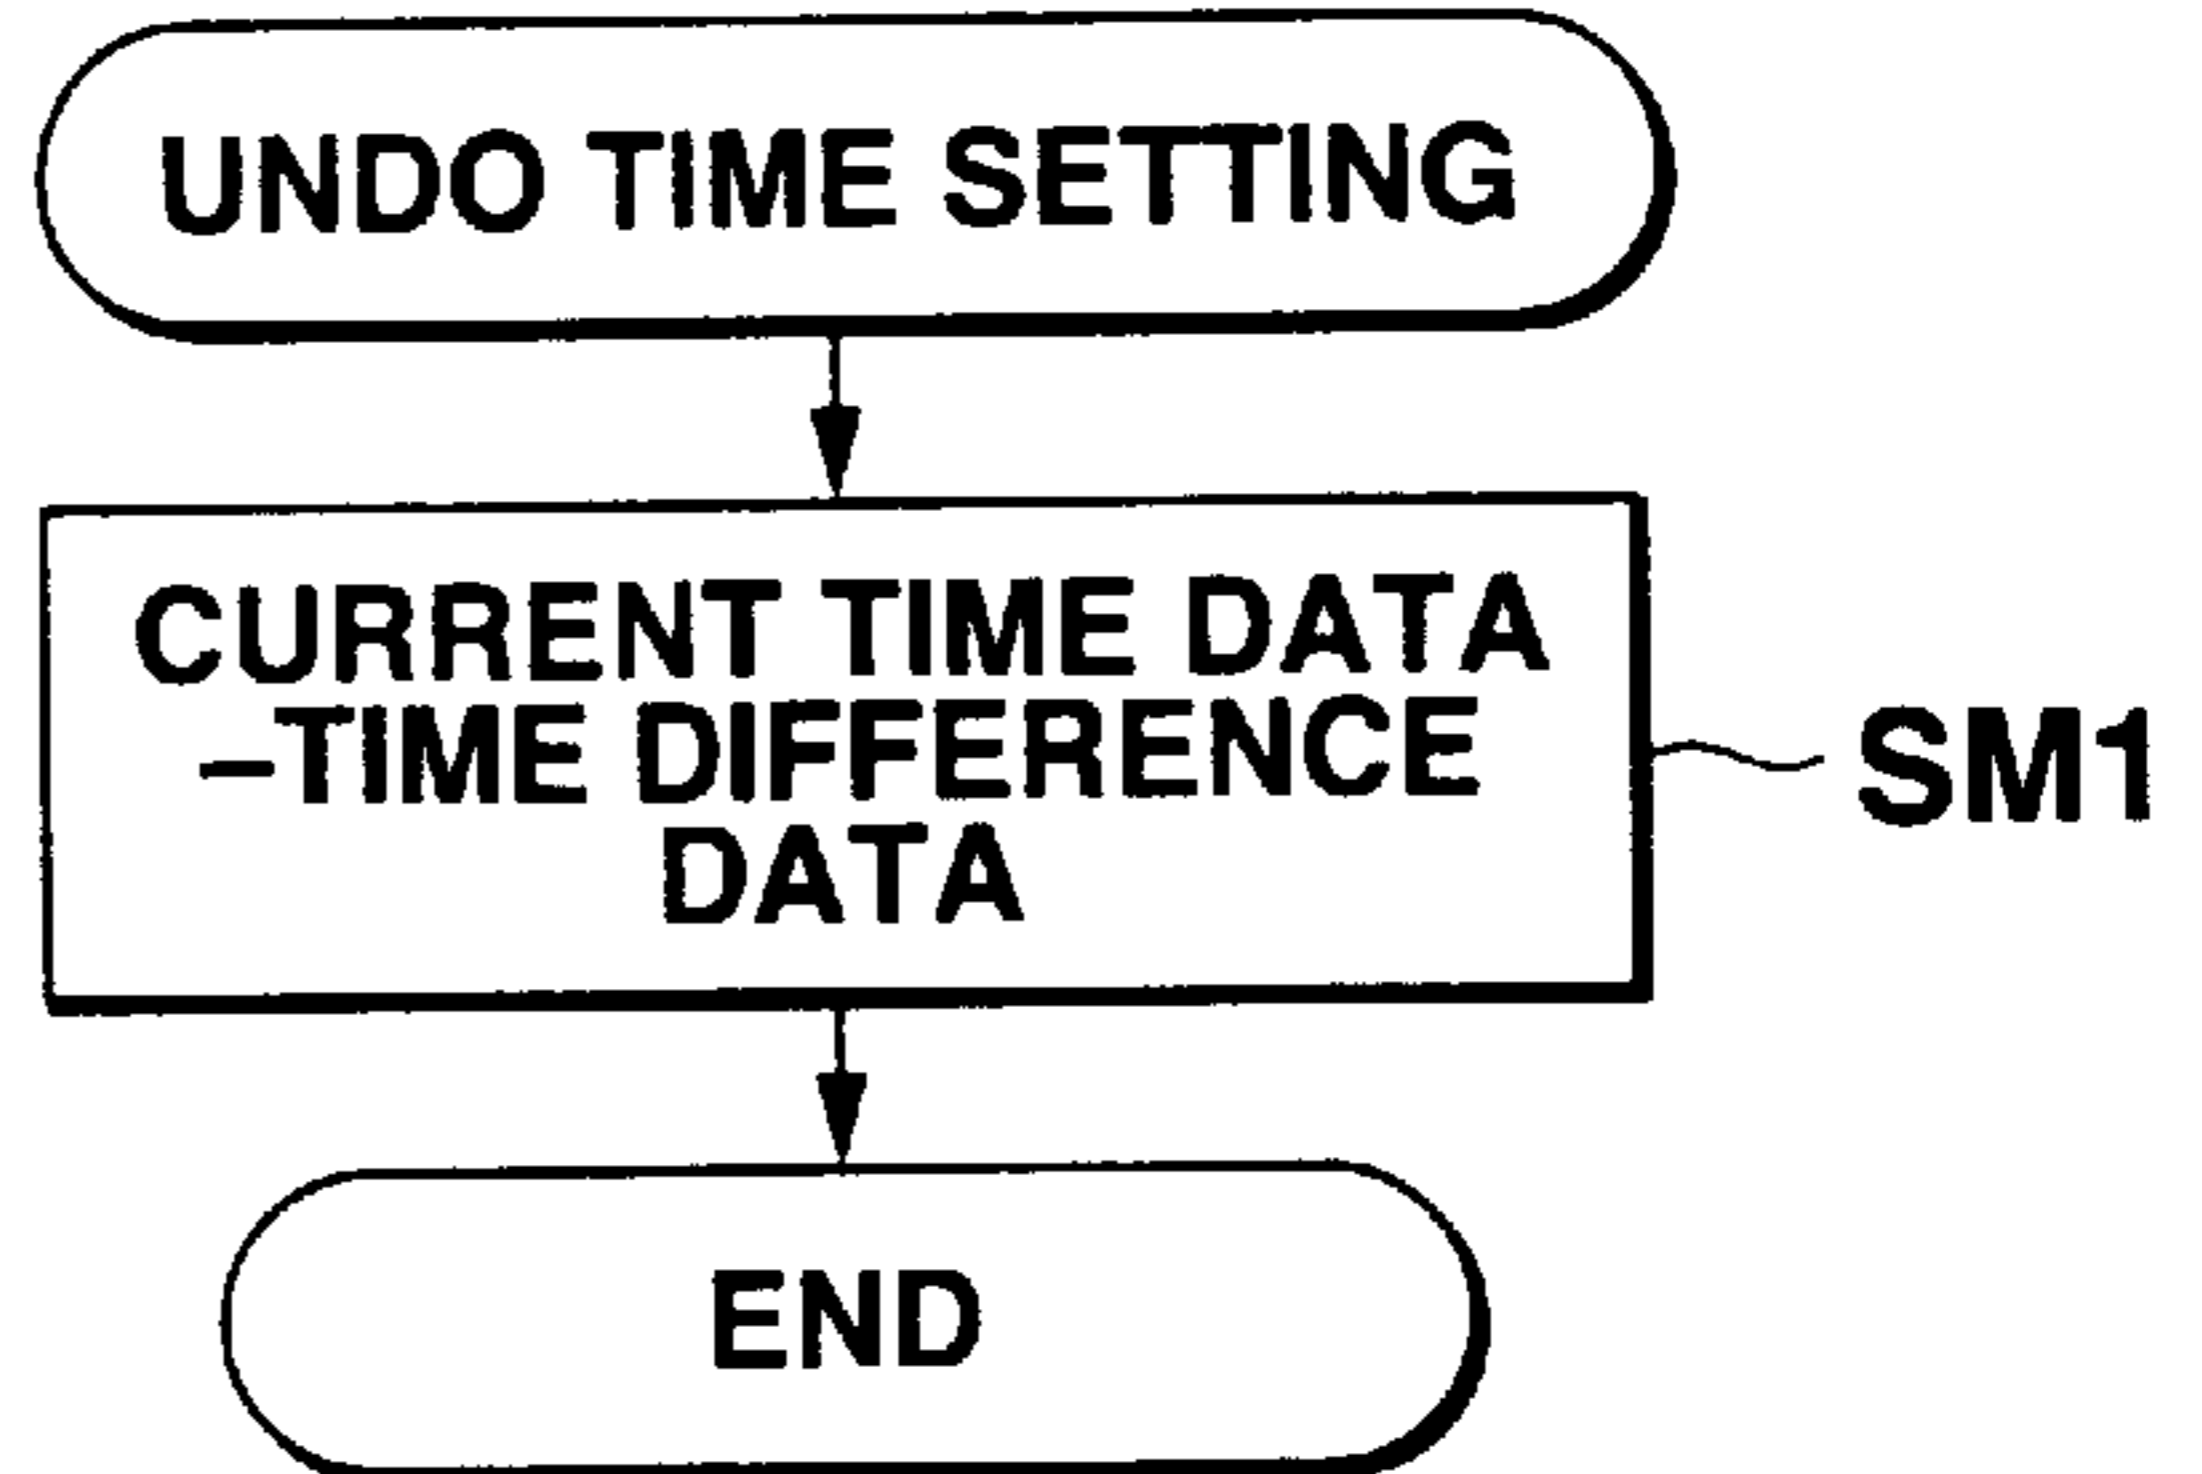 UNDO TIME SETTING
CURRENT TIME DATA
–TIME DIFFERENCE
DATA
SM1
END